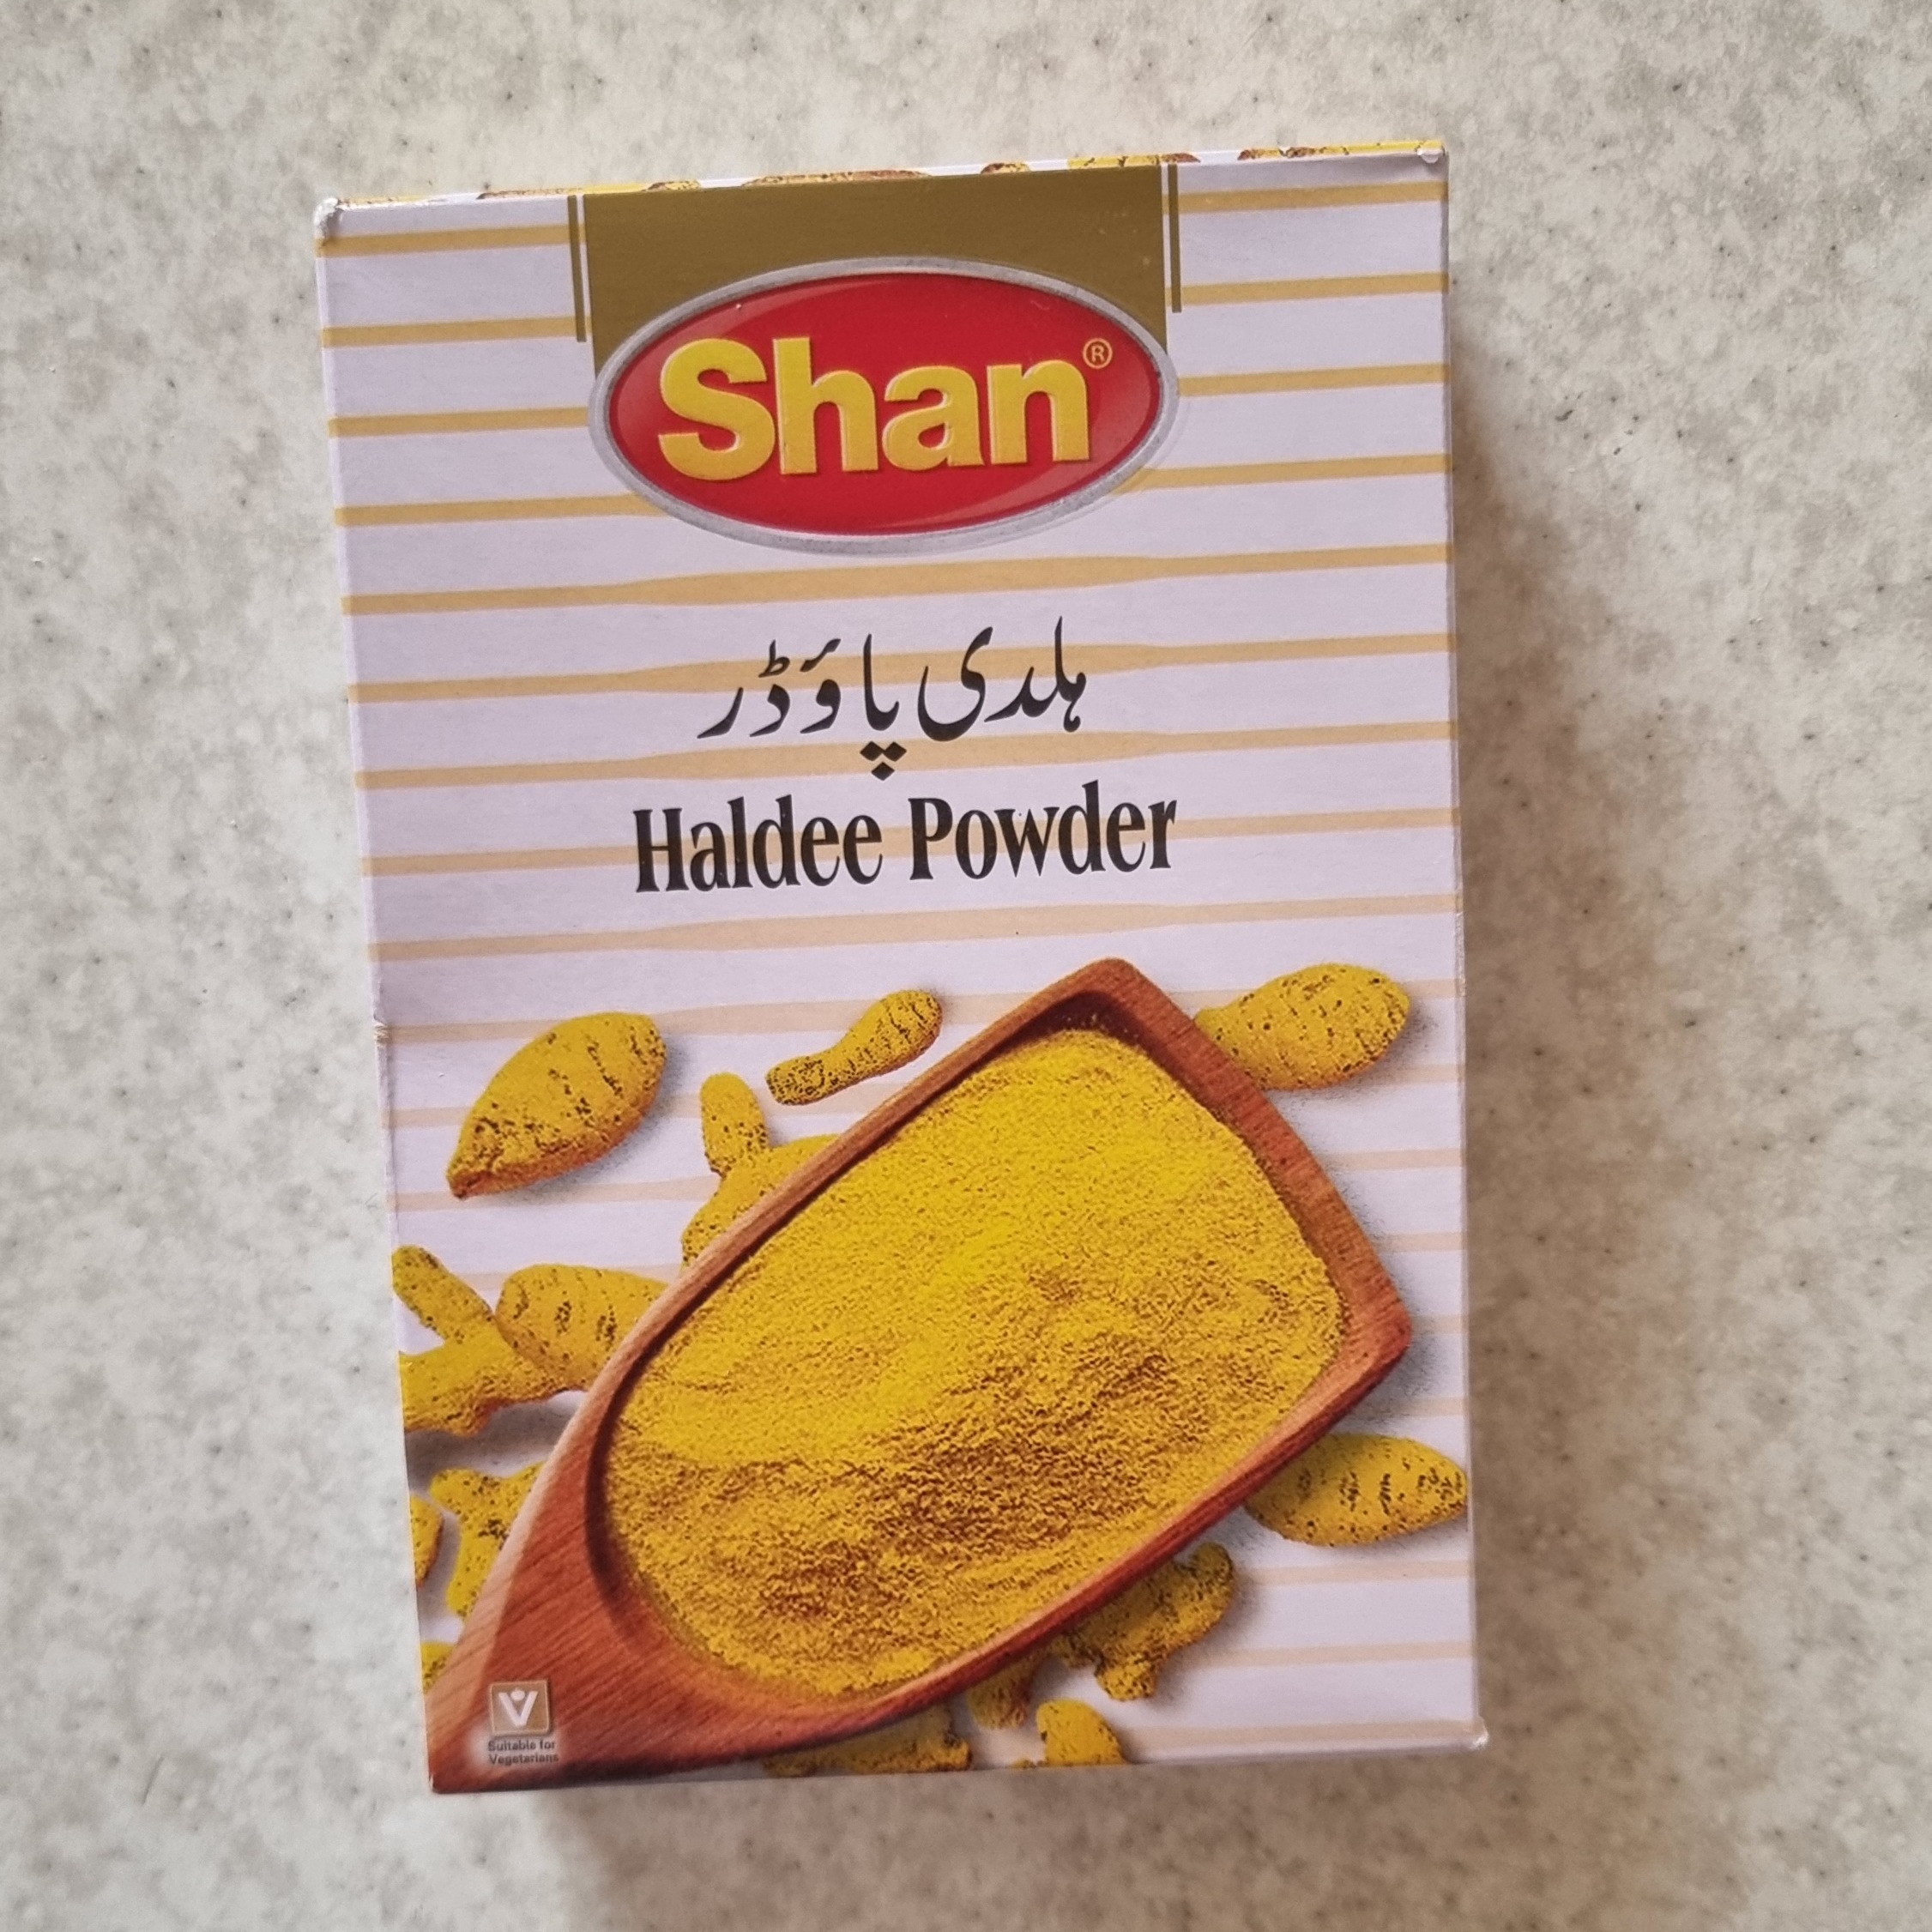 Shan®
ہلدی پاؤڈر
Haldee Powder
V
Suitable for
Vegetarians